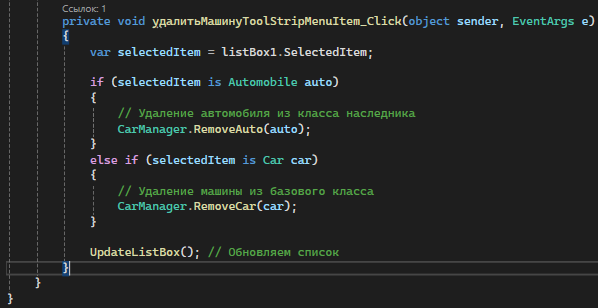 Ссылок: 1
private void удалитьМашинуToolStripMenuItem_Click(object sender, EventArgs e)
{
var selectedItem = listBox1.SelectedItem;
if (selectedItem is Automobile auto)
{
// Удаление автомобиля из класса наследника
CarManager.RemoveAuto(auto);
}
else if (selectedItem is Car car)
{
// Удаление машины из базового класса
CarManager.RemoveCar(car);
}
UpdateListBox(); // Обновляем список
}
}
}